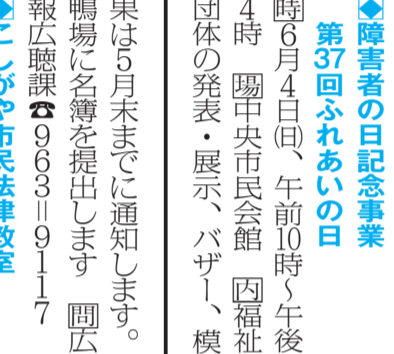 ◆障害者の日記念事業
第37回ふれあいの日
時6月4日㈰、午前10時～午後
4時 場中央市民会館 内福祉
団体の発表・展示、バザー、模
果は5月末までに通知します。
鴨場に名簿を提出します 問広
報広聴課☎963＝9117
◆こしがや市民法律教室